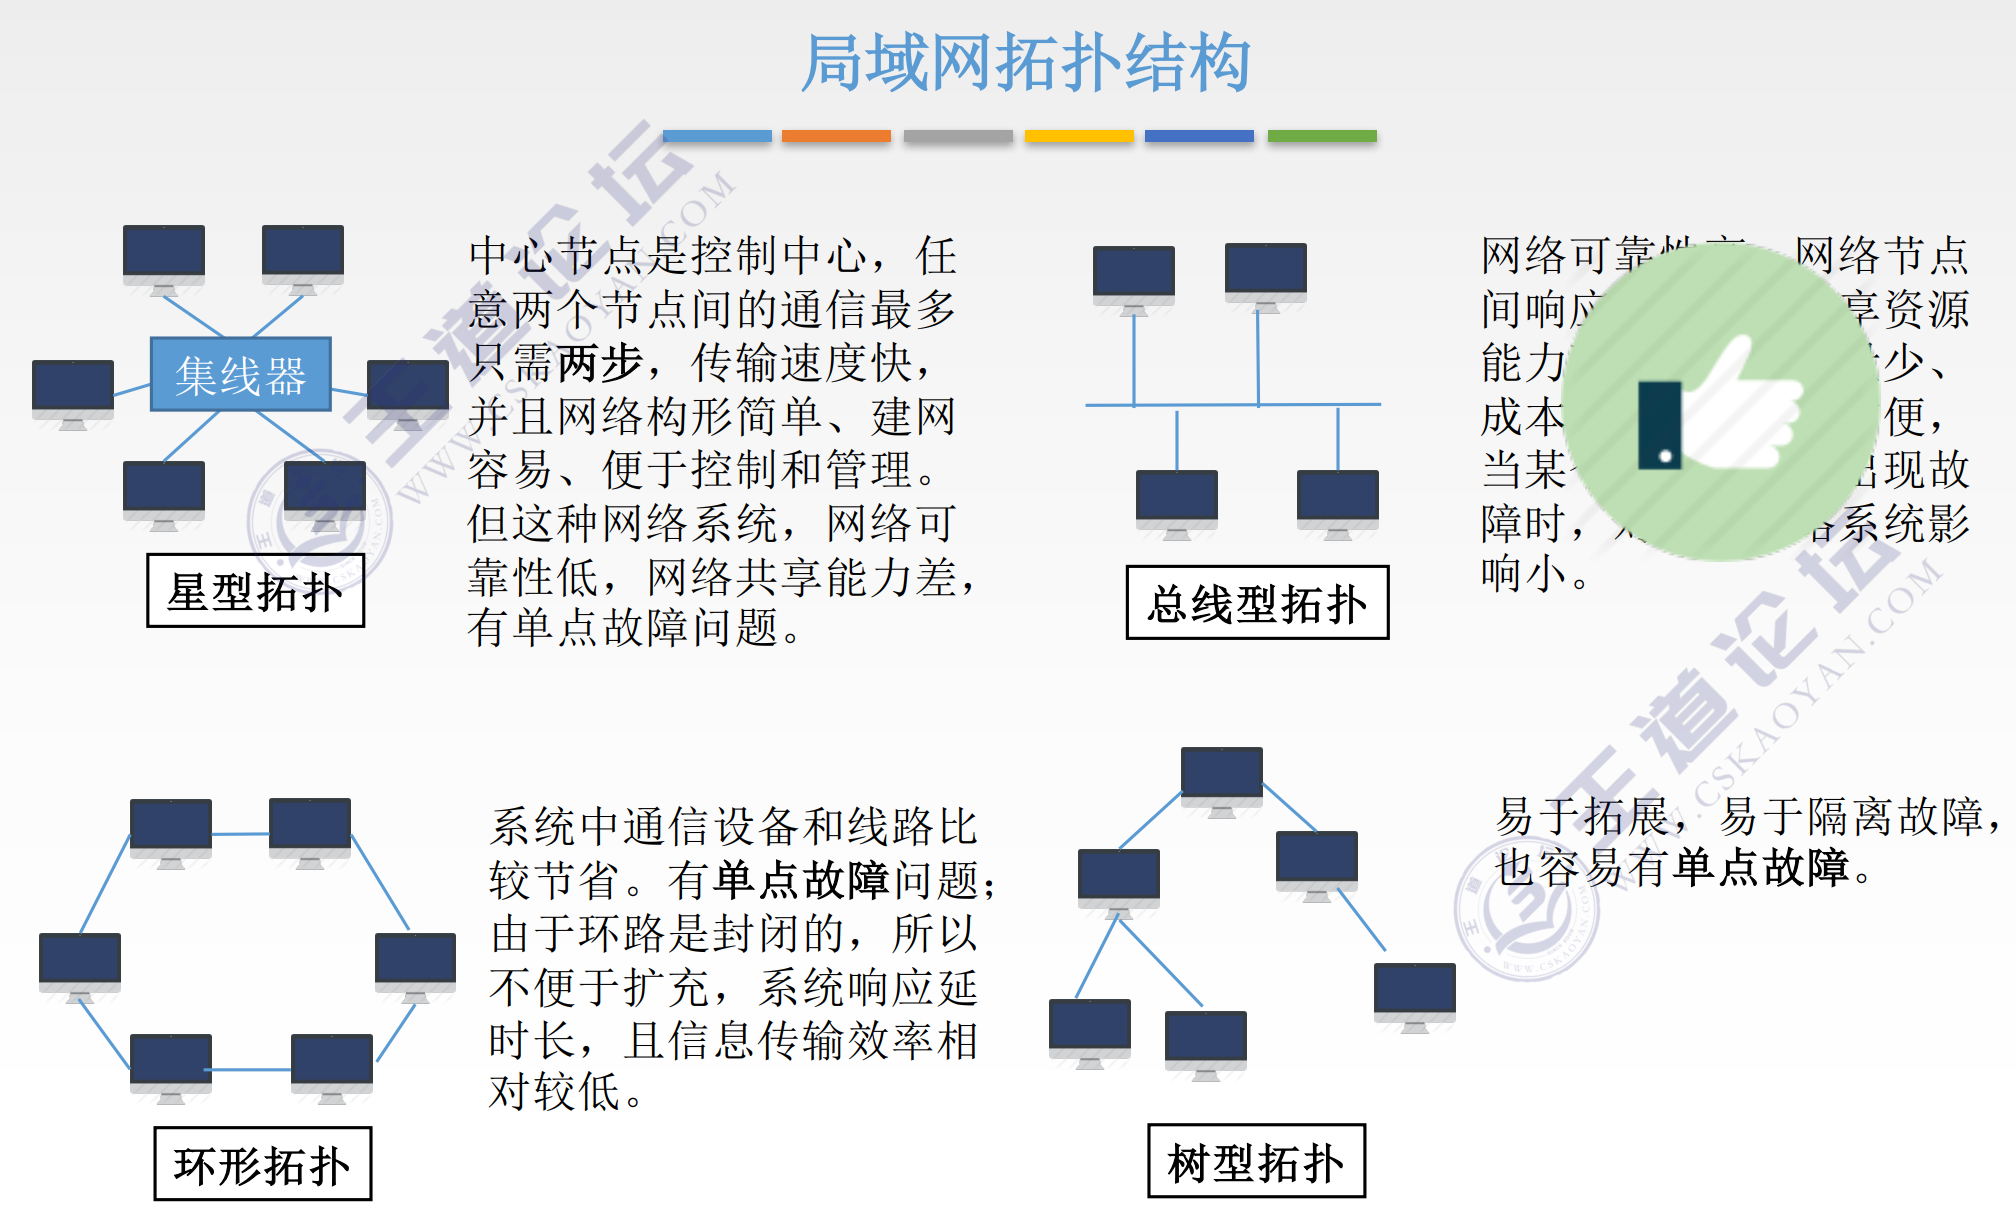 局域网拓扑结构
集线器
星型拓扑
中心节点是控制中心，任
意两个节点间的通信最多
只需两步，传输速度快，
并且网络构形简单、建网
容易、便于控制和管理。
但这种网络系统，网络可
靠性低，网络共享能力差，
有单点故障问题。
总线型拓扑
网络可靠性 网络节点
间响应 享资源
能力 少、
成本 便，
当某 出现故
障时， 系统影
响小。
环形拓扑
系统中通信设备和线路比
较节省。有单点故障问题；
由于环路是封闭的，所以
不便于扩充，系统响应延
时长，且信息传输效率相
对较低。
树型拓扑
易于拓展，易于隔离故障，
也容易有单点故障。
王道论坛
WWW.CSKAOYAN.COM
王道论坛
WWW.CSKAOYAN.COM